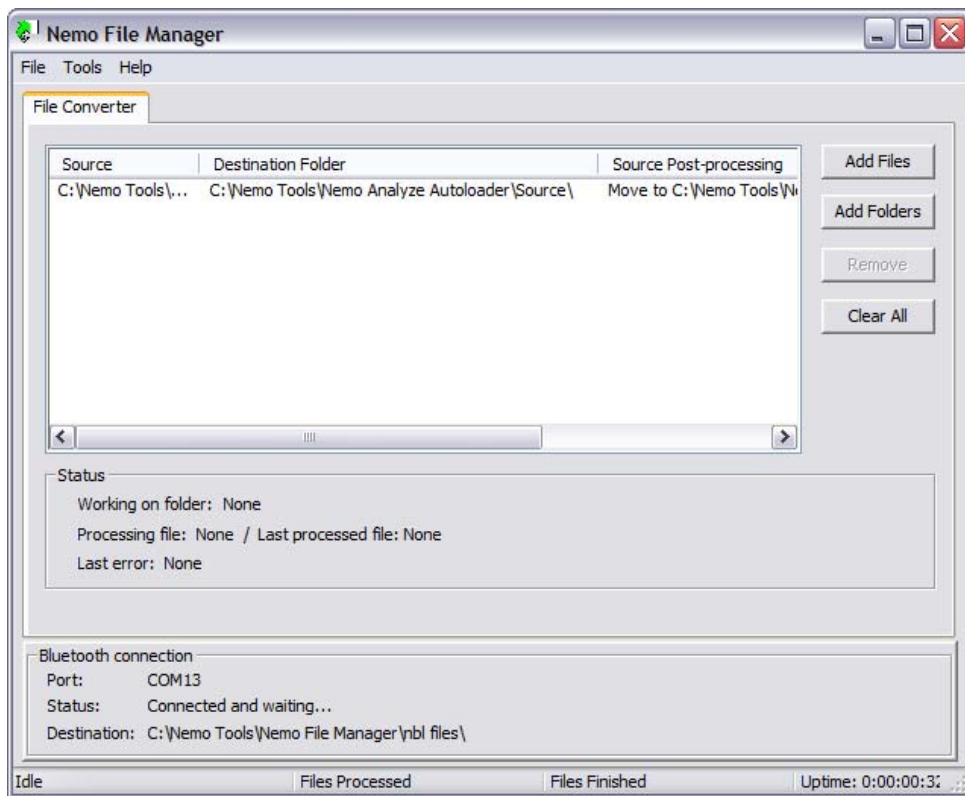 Nemo File Manager
File Tools Help
File Converter
Source Destination Folder Source Post-processing
C:\Nemo Tools\... C:\Nemo Tools\Nemo Analyze Autoloader\Source\ Move to C:\Nemo Tools\N
Add Files
Add Folders
Remove
Clear All
Status
Working on folder: None
Processing file: None / Last processed file: None
Last error: None
Bluetooth connection
Port: COM13
Status: Connected and waiting...
Destination: C:\Nemo Tools\Nemo File Manager\nbl files\
Idle Files Processed Files Finished Uptime: 0:00:00:32